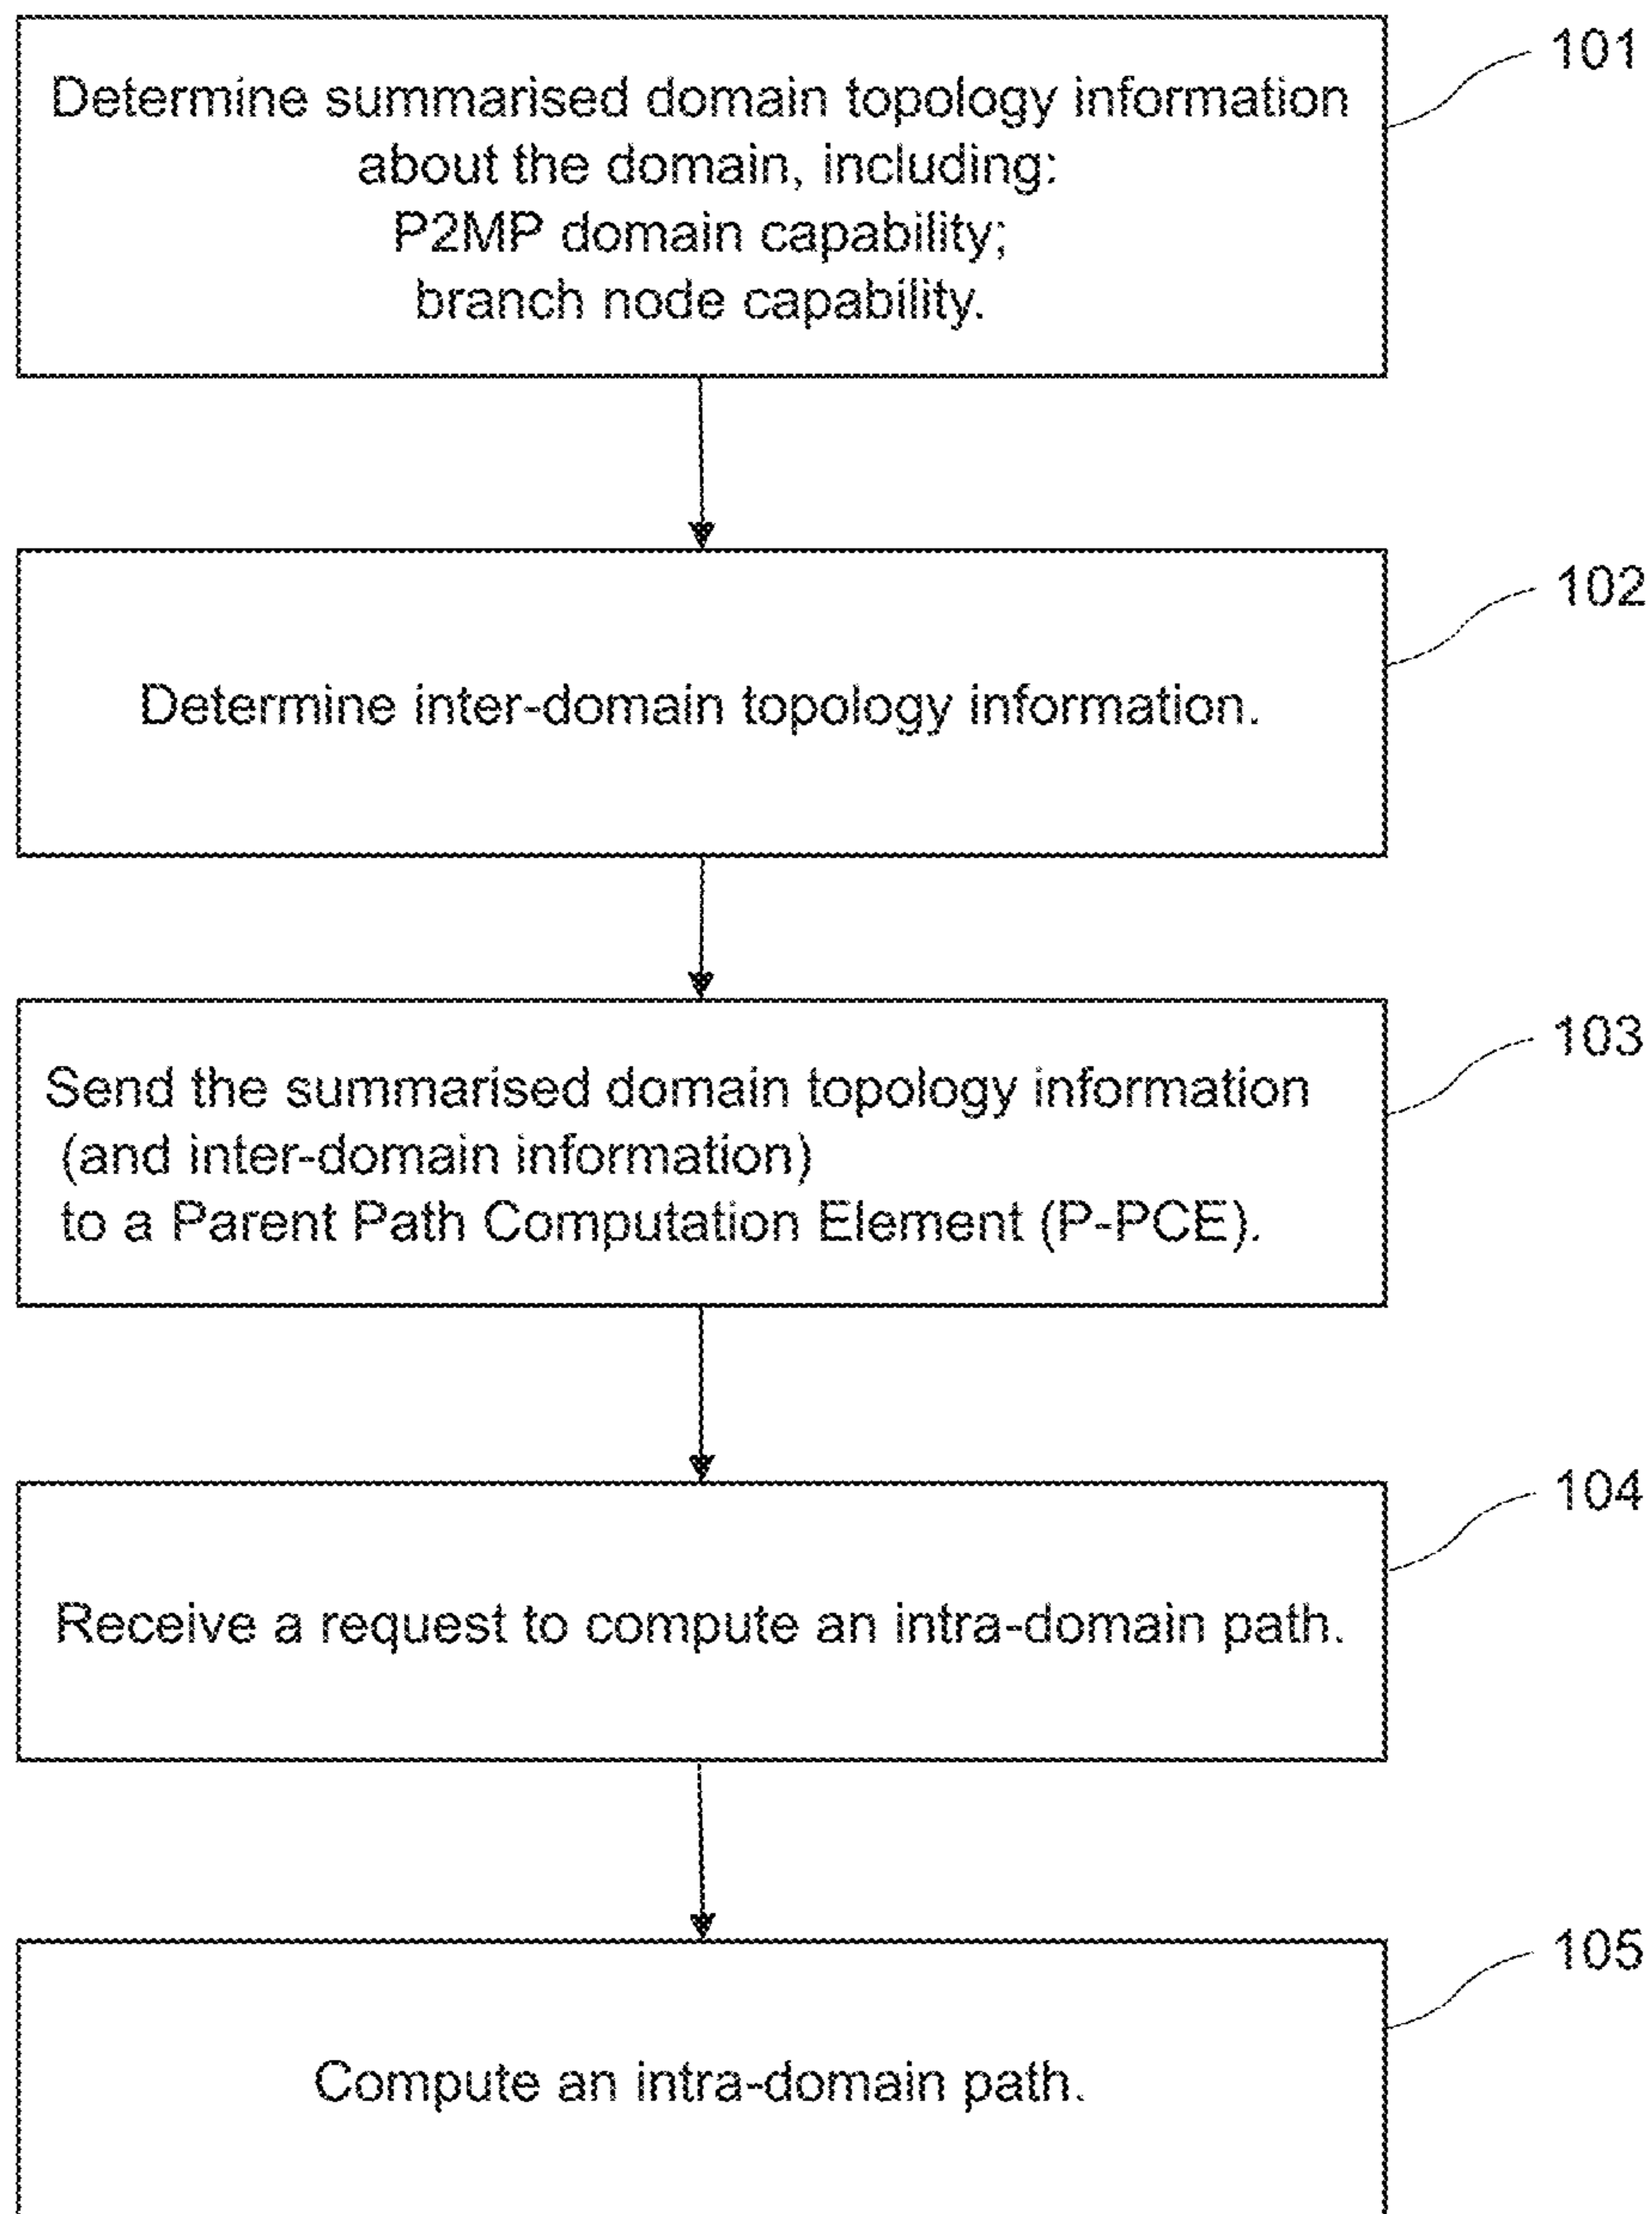 Determine summarised domain topology information
about the domain, including:
P2MP domain capability;
branch node capability.
101
Determine inter-domain topology information.
102
Send the summarised domain topology information
(and inter-domain information)
to a Parent Path Computation Element (P-PCE).
103
Receive a request to compute an intra-domain path.
104
Compute an intra-domain path.
105